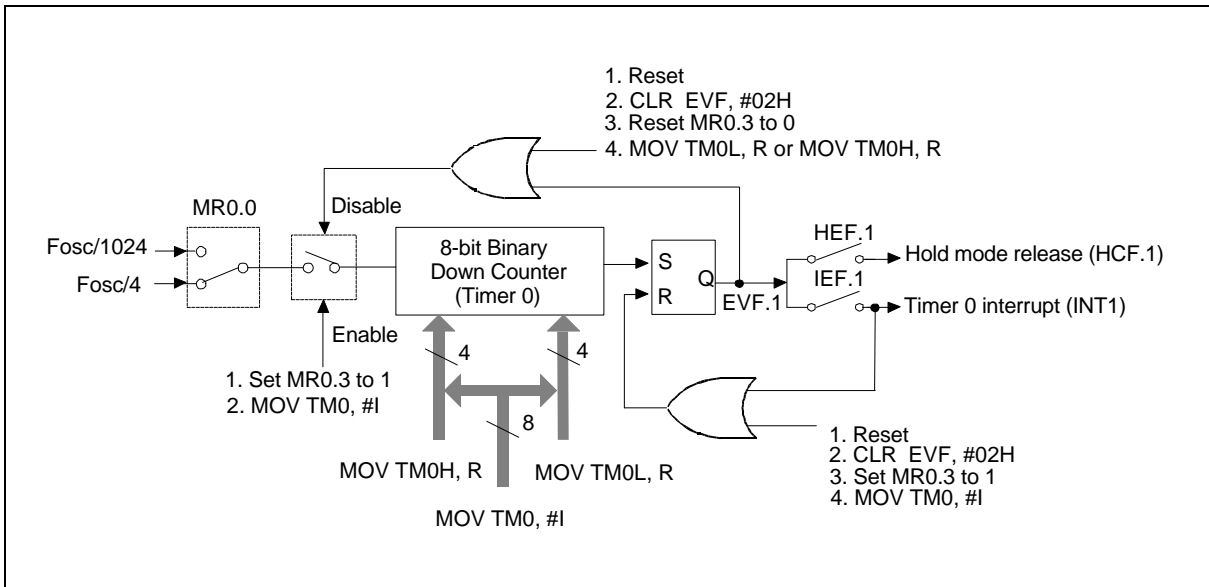 1. Reset
2. CLR EVF, #02H
3. Reset MR0.3 to 0
4. MOV TM0L, R or MOV TM0H, R
MR0.0
Disable
Fosc/1024
Fosc/4
8-bit Binary
Down Counter
(Timer 0)
S
Q
R
EVF.1
HEF.1
Hold mode release (HCF.1)
IEF.1
Timer 0 interrupt (INT1)
Enable
1. Set MR0.3 to 1
2. MOV TM0, #I
4
4
8
MOV TM0H, R
MOV TM0L, R
MOV TM0, #I
1. Reset
2. CLR EVF, #02H
3. Set MR0.3 to 1
4. MOV TM0, #I